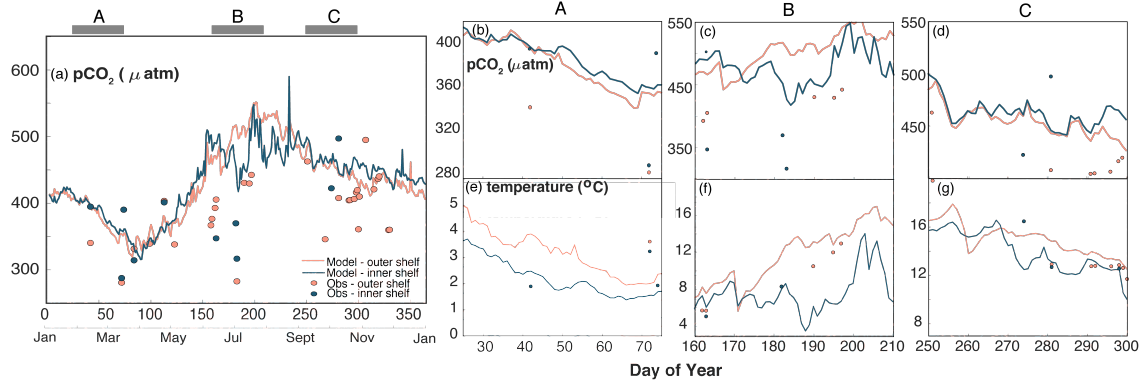 A B C
(a) pCO2 ( μ atm)
600
500
400
300
Model - outer shelf
Model - inner shelf
Obs - outer shelf
Obs - inner shelf
0 50 100 150 200 250 300 350
Jan Mar May Jul Sept Nov Jan
A
(b)
pCO2 (μatm)
400
360
320
280
(e) temperature (°C)
5
4
3
2
1
0
30 40 50 60 70
B
550
(c)
450
350
(f)
16
12
8
4
160 170 180 190 200 210
C
550
(d)
500
450
(g)
16
12
7
250 260 270 280 290 300
Day of Year